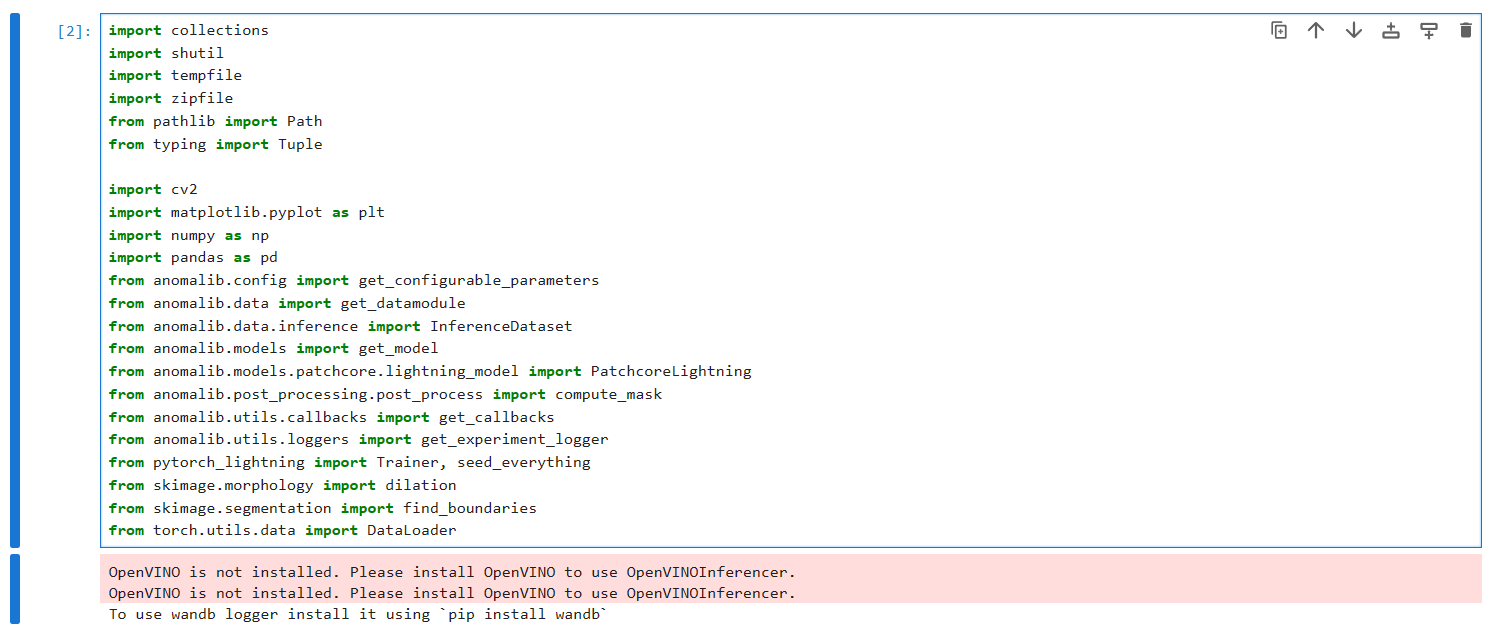 [2]:
import collections
import shutil
import tempfile
import zipfile
from pathlib import Path
from typing import Tuple
import cv2
import matplotlib.pyplot as plt
import numpy as np
import pandas as pd
from anomalib.config import get_configurable_parameters
from anomalib.data import get_datamodule
from anomalib.data.inference import InferenceDataset
from anomalib.models import get_model
from anomalib.models.patchcore.lightning_model import PatchcoreLightning
from anomalib.post_processing.post_process import compute_mask
from anomalib.utils.callbacks import get_callbacks
from anomalib.utils.loggers import get_experiment_logger
from pytorch_lightning import Trainer, seed_everything
from skimage.morphology import dilation
from skimage.segmentation import find_boundaries
from torch.utils.data import DataLoader
OpenVINO is not installed. Please install OpenVINO to use OpenVINOInferencer.
OpenVINO is not installed. Please install OpenVINO to use OpenVINOInferencer.
To use wandb logger install it using `pip install wandb`